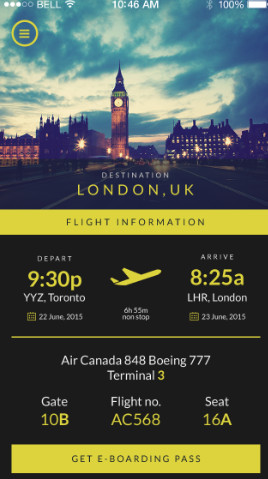 BELL 10:46 AM 100%
DESTINATION
LONDON,UK
FLIGHT INFORMATION
DEPART
9:30p
YYZ, Toronto
22 June, 2015
6h 55m
non stop
ARRIVE
8:25a
LHR, London
23 June, 2015
Air Canada 848 Boeing 777
Terminal 3
Gate Flight no. Seat
10B AC568 16A
GET E-BOARDING PASS